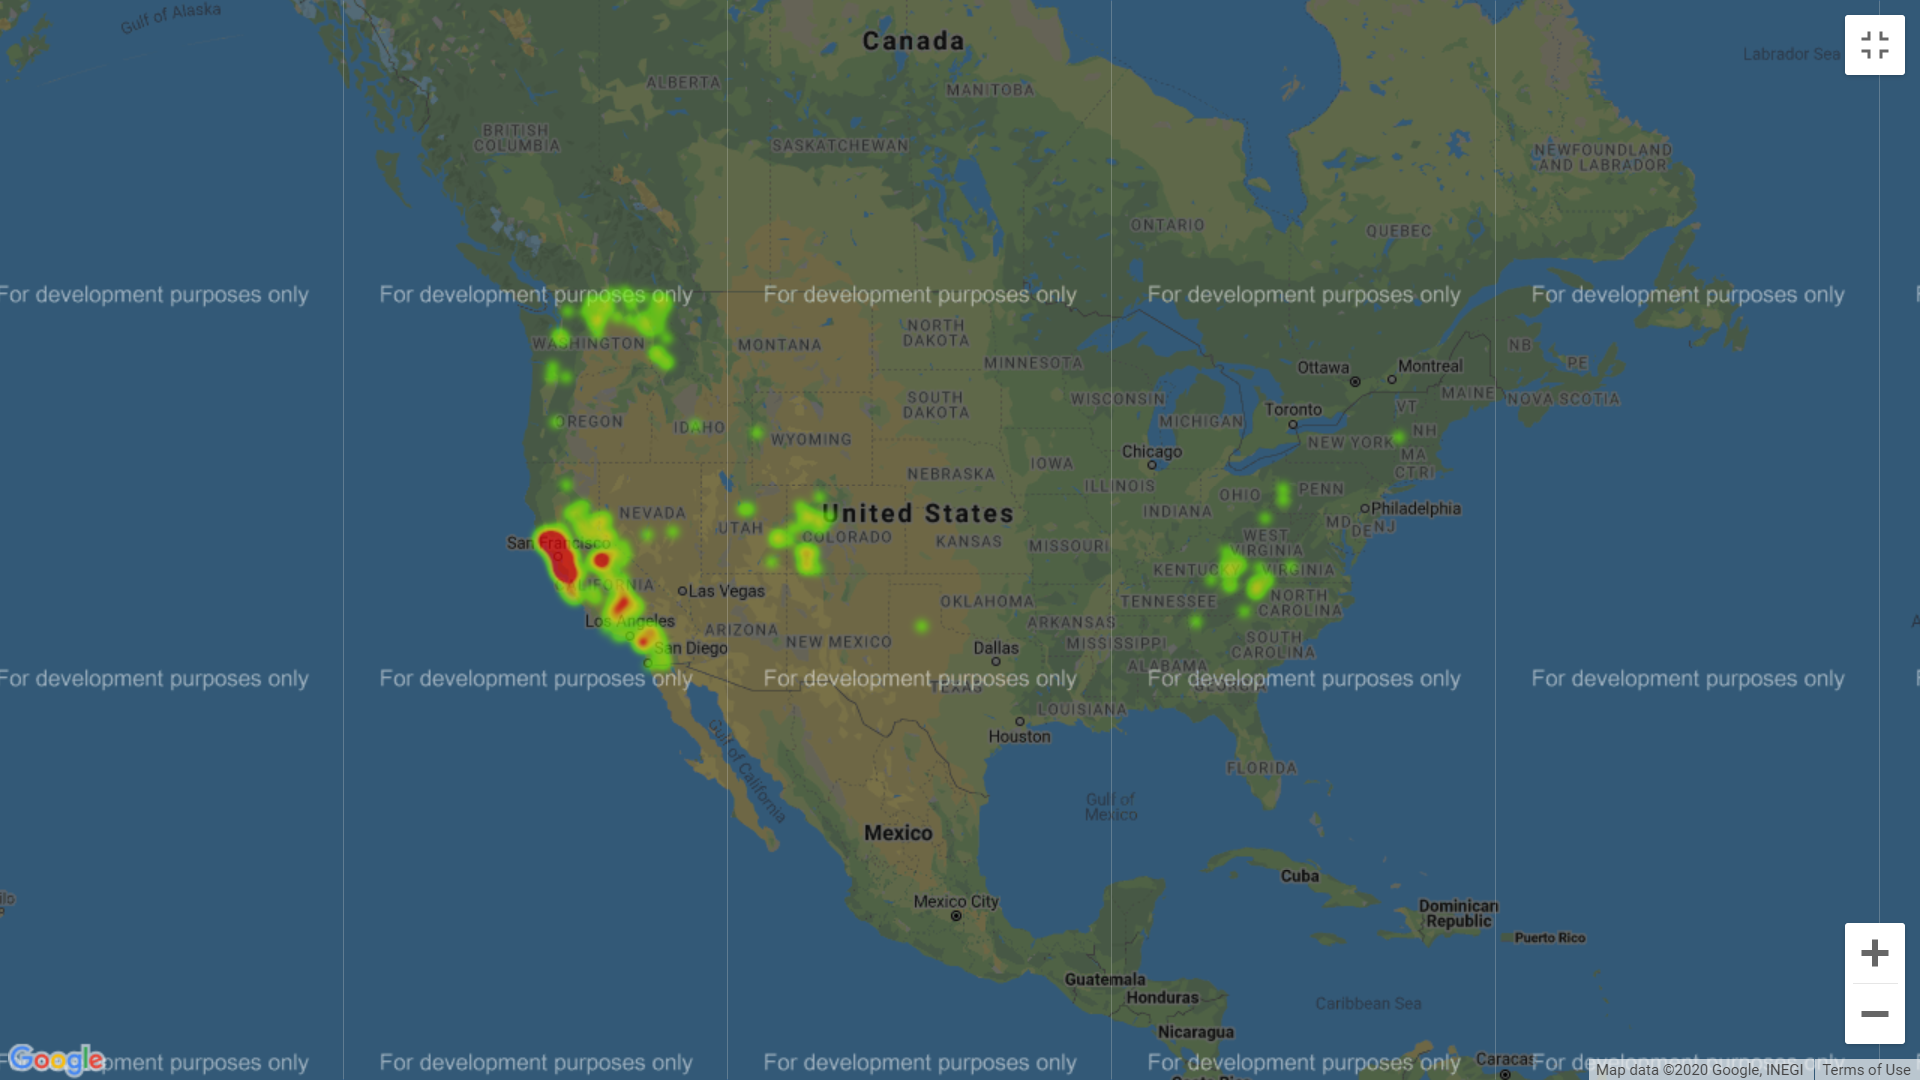 Gulf of Alaska
Canada
Labrador Sea
ALBERTA
MANITOBA
BRITISH
COLUMBIA
SASKATCHEWAN
NEWFOUNDLAND
AND LABRADOR
ONTARIO
QUEBEC
For development purposes only
For development purposes only
For development purposes only
For development purposes only
For development purposes only
WASHINGTON
MONTANA
NORTH
DAKOTA
MINNESOTA
NB
PE
Ottawa
Montreal
MAINE
NOVA SCOTIA
SOUTH
DAKOTA
WISCONSIN
MICHIGAN
Toronto
VT
NH
OREGON
IDAHO
WYOMING
NEW YORK
MA
CT RI
Chicago
IOWA
NEBRASKA
ILLINOIS
OHIO
PENN
Philadelphia
NEVADA
UTAH
United States
INDIANA
MD
DE
NJ
San Francisco
COLORADO
KANSAS
MISSOURI
WEST
VIRGINIA
KENTUCKY
VIRGINIA
CALIFORNIA
Las Vegas
OKLAHOMA
TENNESSEE
NORTH
CAROLINA
Los Angeles
ARIZONA
NEW MEXICO
ARKANSAS
MISSISSIPPI
SOUTH
CAROLINA
San Diego
Dallas
ALABAMA
For development purposes only
For development purposes only
For development purposes only
For development purposes only
For development purposes only
TEXAS
GEORGIA
LOUISIANA
Houston
Gulf of California
FLORIDA
Gulf of
Mexico
Mexico
Cuba
Mexico City
Dominican
Republic
Puerto Rico
Guatemala
Honduras
Caribbean Sea
Nicaragua
Caracas
Google
For development purposes only
For development purposes only
For development purposes only
For development purposes only
Map data ©2020 Google, INEGI
Terms of Use